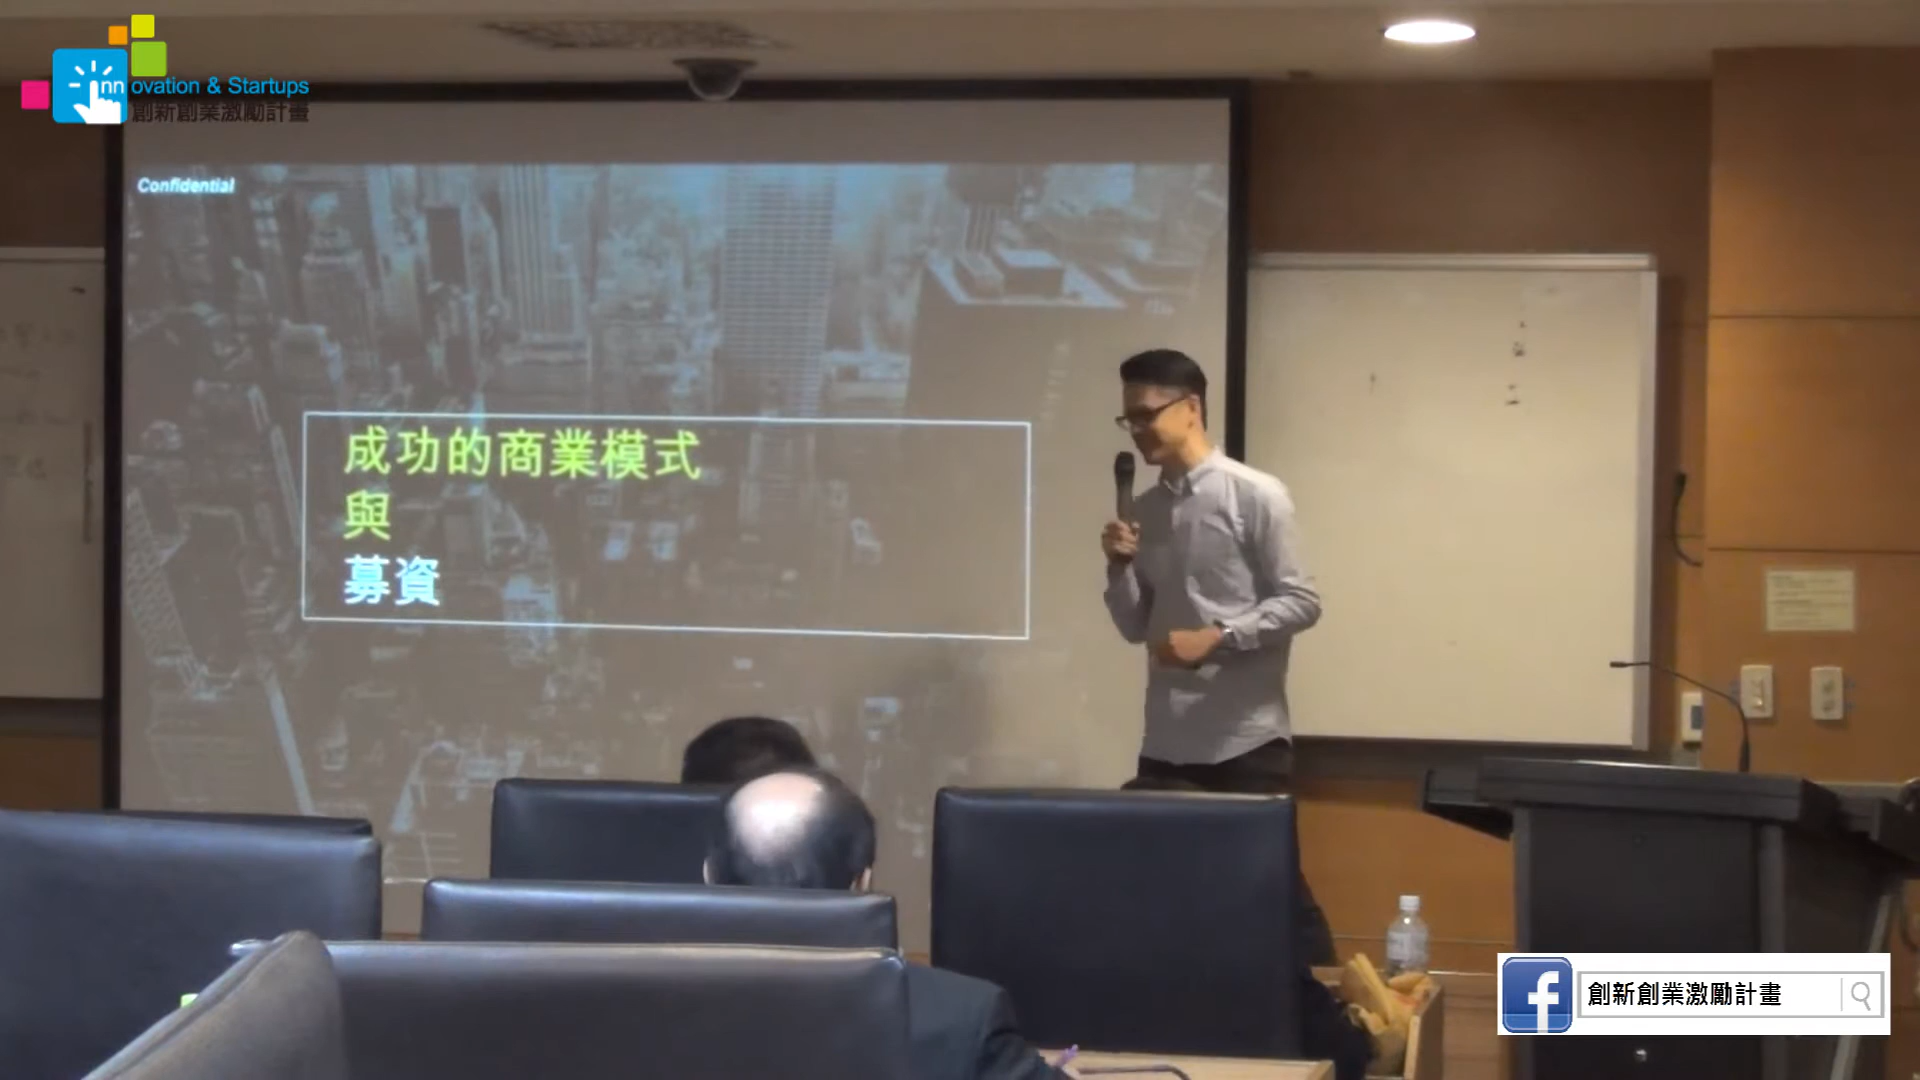 Innovation & Startups
創新創業激勵計畫
Confidential
成功的商業模式
與
募資
創新創業激勵計畫